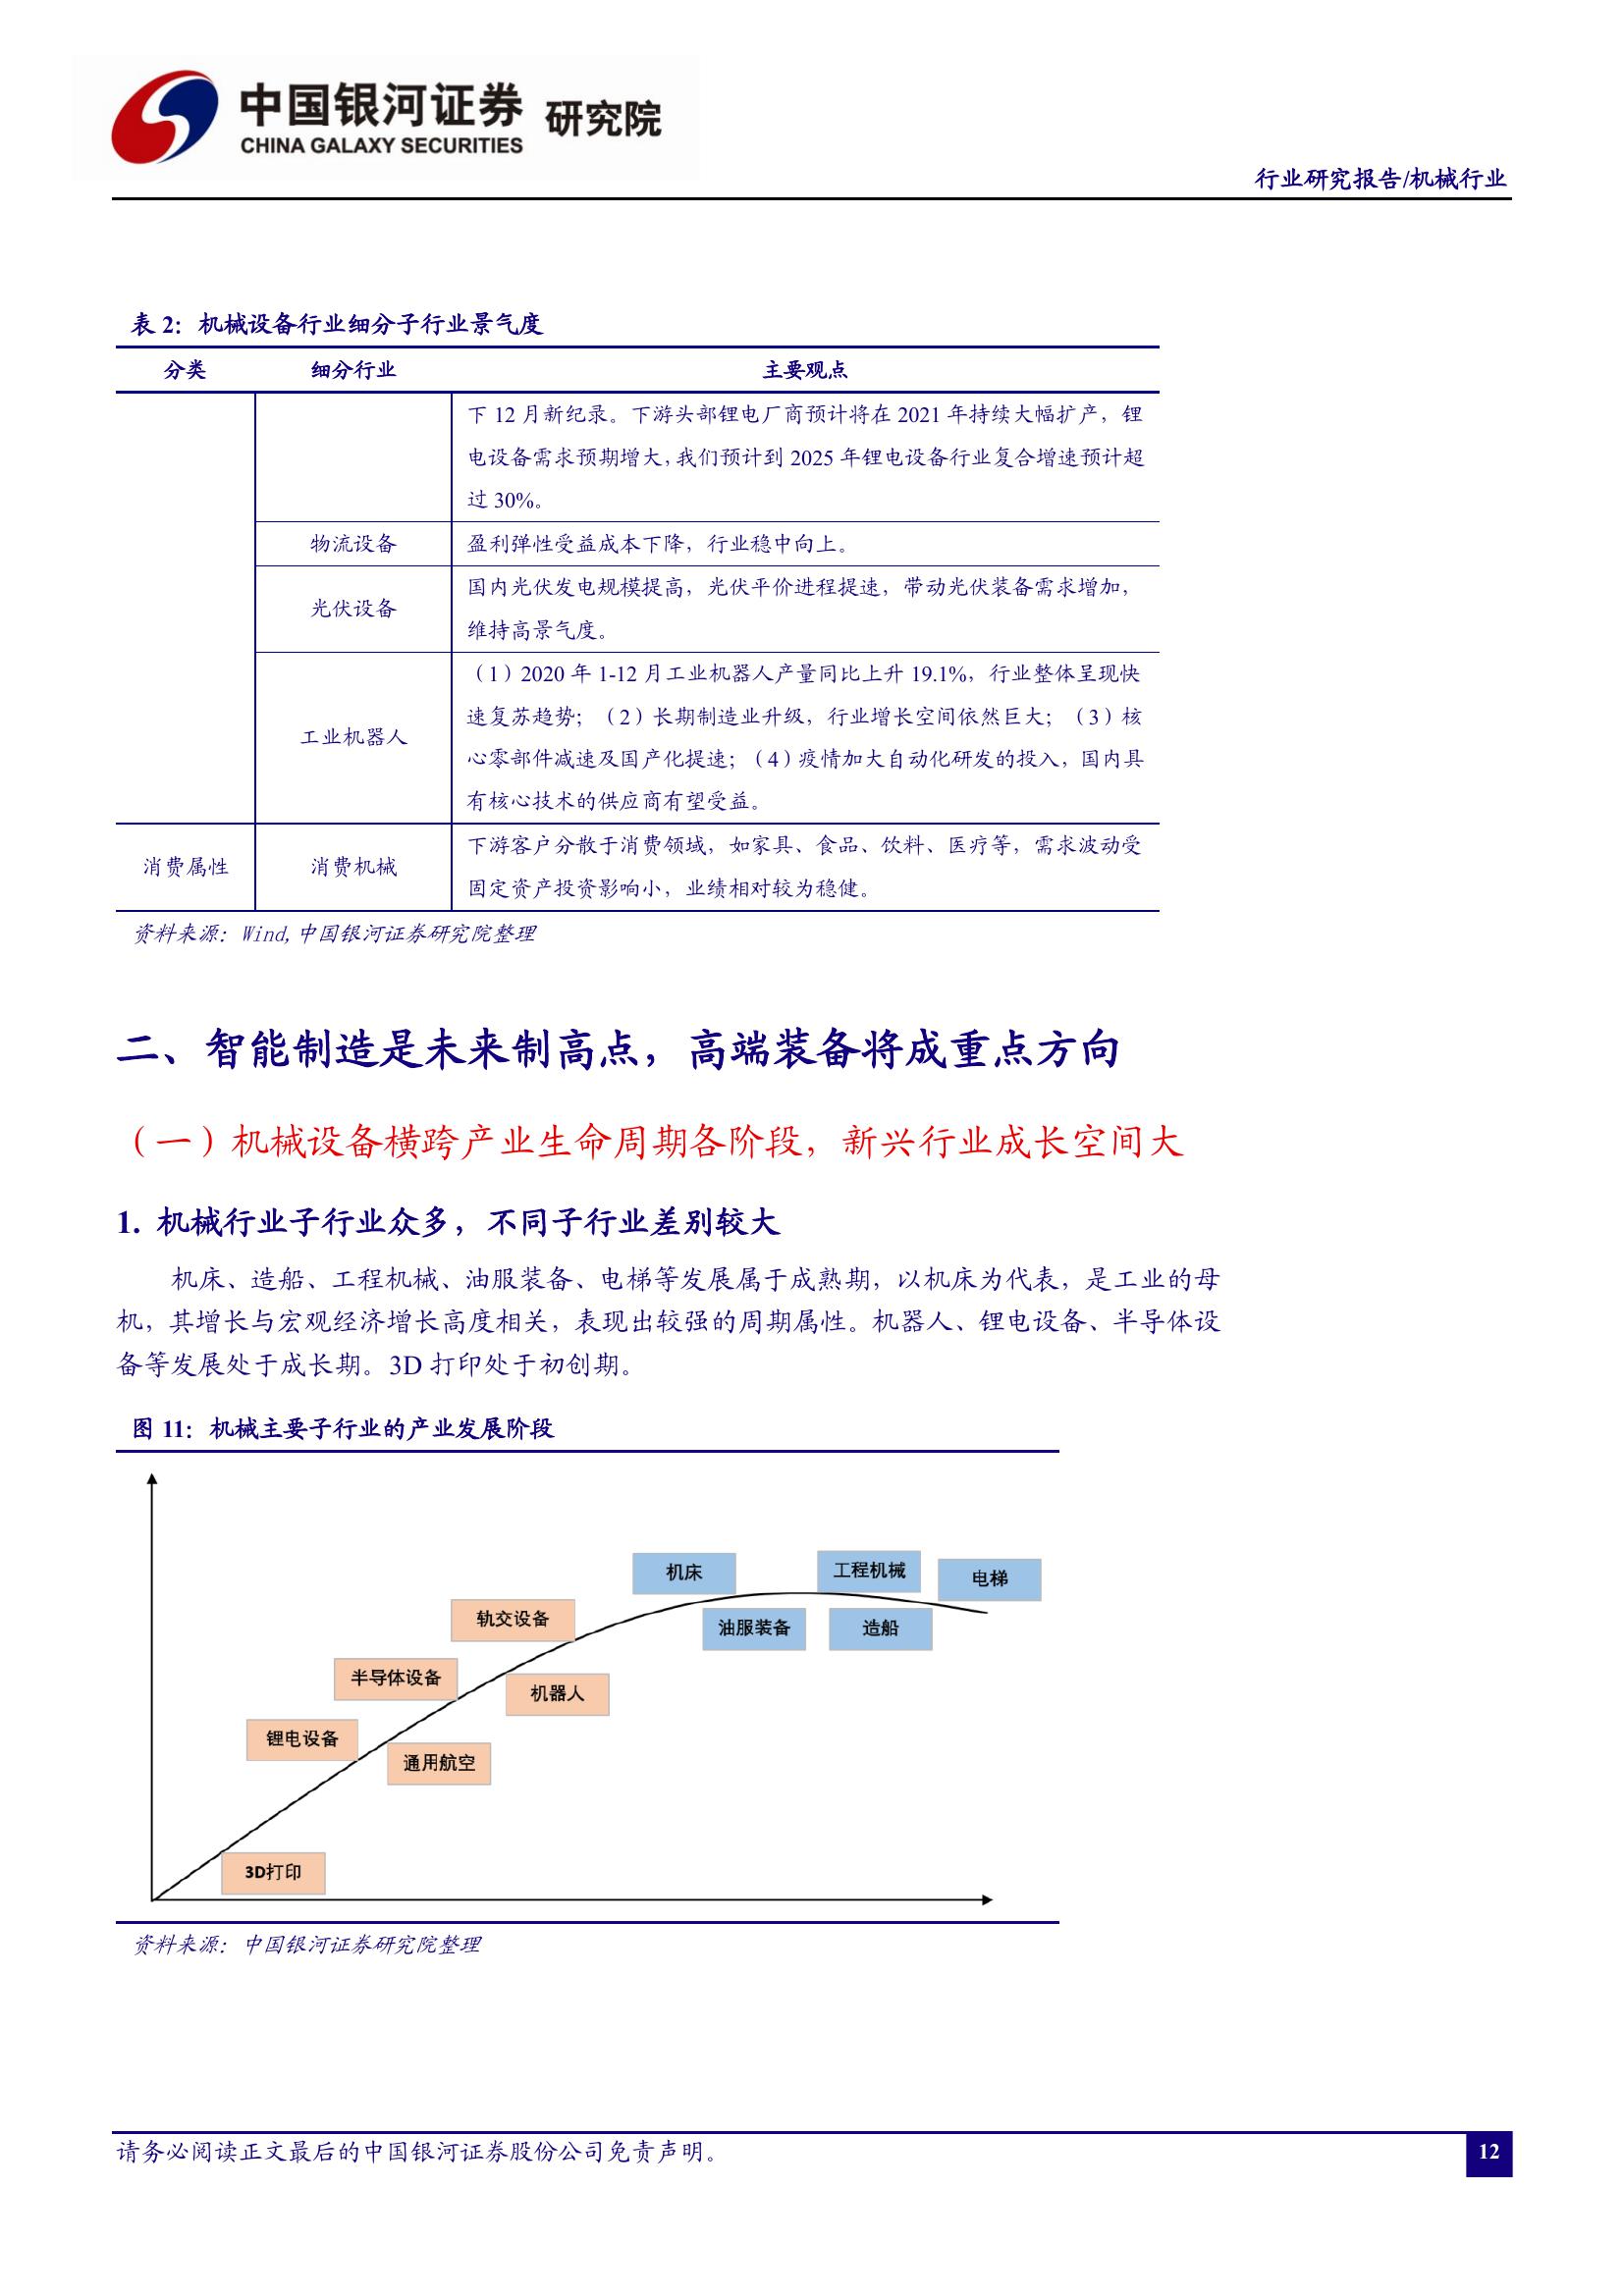 中国银河证券 研究院
CHINA GALAXY SECURITIES
行业研究报告/机械行业
表 2：机械设备行业细分子行业景气度
分类 细分行业 主要观点
下 12 月新纪录。下游头部锂电厂商预计将在 2021 年持续大幅扩产，锂
电设备需求预期增大，我们预计到 2025 年锂电设备行业复合增速预计超
过 30%。
物流设备 盈利弹性受益成本下降，行业稳中向上。
光伏设备
国内光伏发电规模提高，光伏平价进程提速，带动光伏装备需求增加，
维持高景气度。
工业机器人
（1）2020 年 1-12 月工业机器人产量同比上升 19.1%，行业整体呈现快
速复苏趋势；（2）长期制造业升级，行业增长空间依然巨大；（3）核
心零部件减速及国产化提速；（4）疫情加大自动化研发的投入，国内具
有核心技术的供应商有望受益。
消费属性 消费机械
下游客户分散于消费领域，如家具、食品、饮料、医疗等，需求波动受
固定资产投资影响小，业绩相对较为稳健。
资料来源：Wind,中国银河证券研究院整理
二、智能制造是未来制高点，高端装备将成重点方向
（一）机械设备横跨产业生命周期各阶段，新兴行业成长空间大
1. 机械行业子行业众多，不同子行业差别较大
机床、造船、工程机械、油服装备、电梯等发展属于成熟期，以机床为代表，是工业的母
机，其增长与宏观经济增长高度相关，表现出较强的周期属性。机器人、锂电设备、半导体设
备等发展处于成长期。3D 打印处于初创期。
图 11：机械主要子行业的产业发展阶段
机床
工程机械
电梯
轨交设备
油服装备
造船
半导体设备
机器人
锂电设备
通用航空
3D打印
资料来源：中国银河证券研究院整理
请务必阅读正文最后的中国银河证券股份公司免责声明。
12